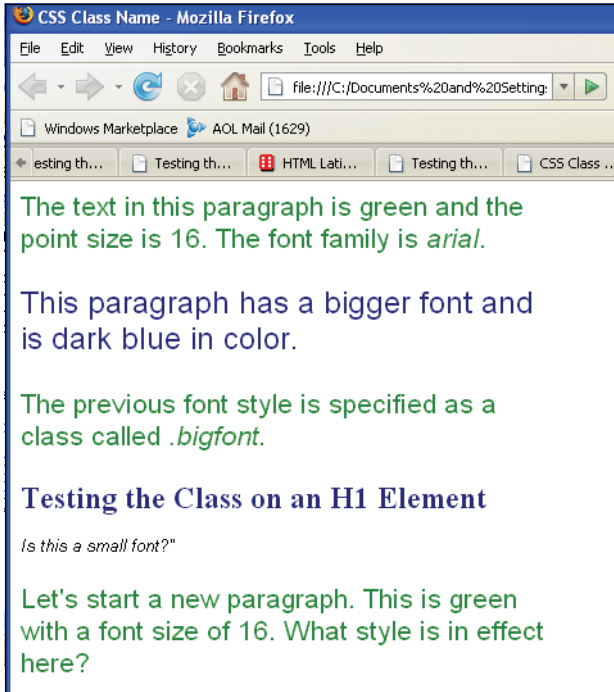 CSS Class Name - Mozilla Firefox
File Edit View History Bookmarks Tools Help
file:///C:/Documents%20and%20Setting
Windows Marketplace AOL Mail (1629)
esting th... Testing th... HTML Lati... Testing th... CSS Class ...
The text in this paragraph is green and the
point size is 16. The font family is arial.
This paragraph has a bigger font and
is dark blue in color.
The previous font style is specified as a
class called .bigfont.
Testing the Class on an H1 Element
Is this a small font?"
Let's start a new paragraph. This is green
with a font size of 16. What style is in effect
here?